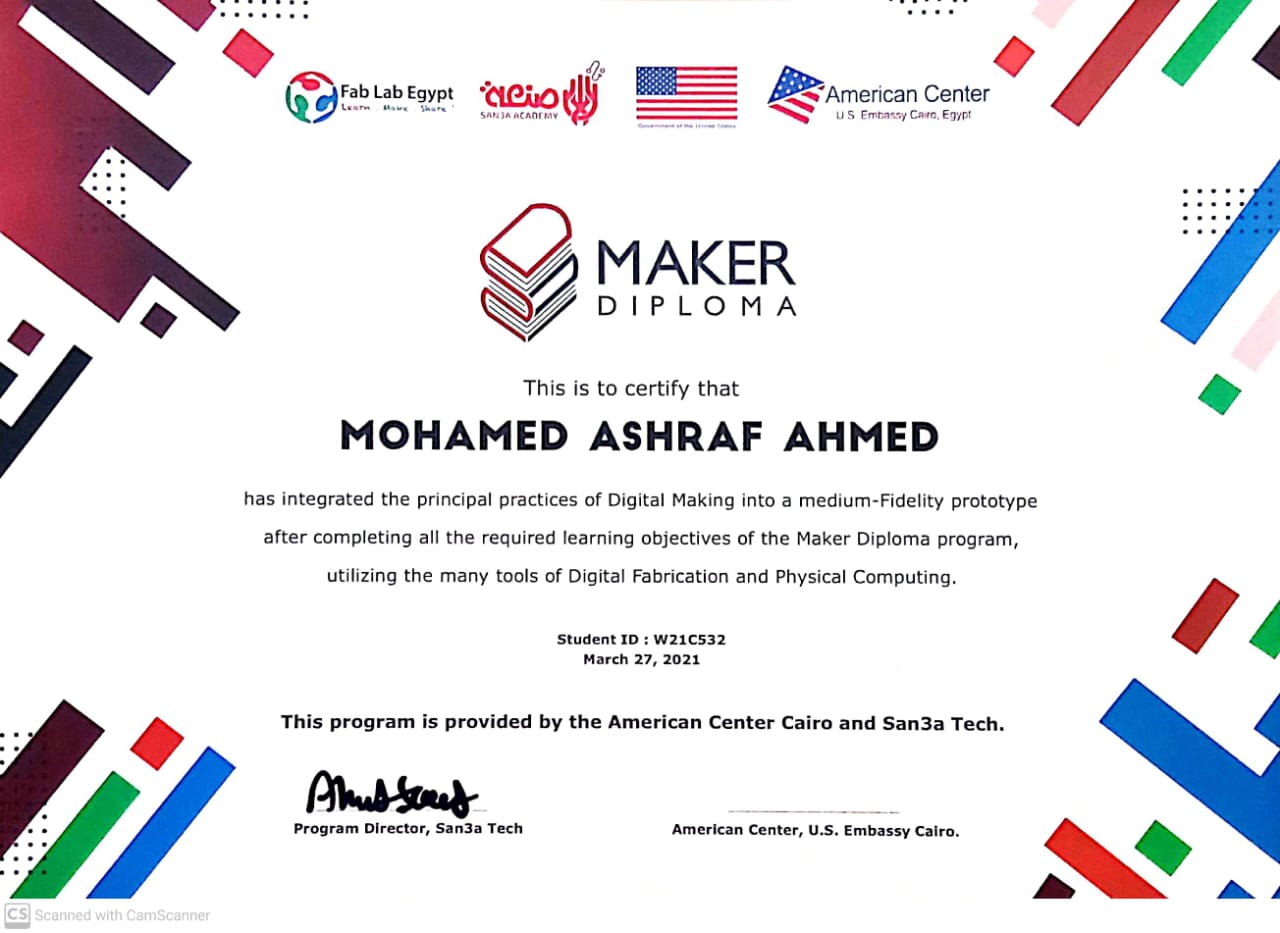 Fab Lab Egypt
Learn . Make . Share
صنعة
SAN3A ACADEMY
Government of the United States
American Center
U.S. Embassy Cairo, Egypt
MAKER
DIPLOMA
This is to certify that
MOHAMED ASHRAF AHMED
has integrated the principal practices of Digital Making into a medium-Fidelity prototype
after completing all the required learning objectives of the Maker Diploma program,
utilizing the many tools of Digital Fabrication and Physical Computing.
Student ID : W21C532
March 27, 2021
This program is provided by the American Center Cairo and San3a Tech.
Program Director, San3a Tech
American Center, U.S. Embassy Cairo.
CS Scanned with CamScanner